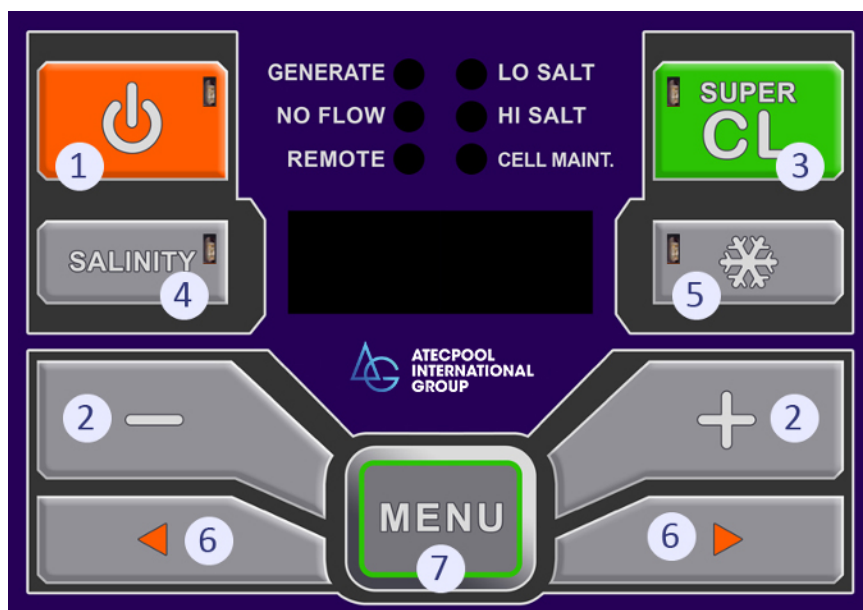 GENERATE
LO SALT
NO FLOW
HI SALT
REMOTE
CELL MAINT.
1
SUPER
CL
3
SALINITY
4
5
ATECPOOL
INTERNATIONAL
GROUP
2
2
6
MENU
6
7